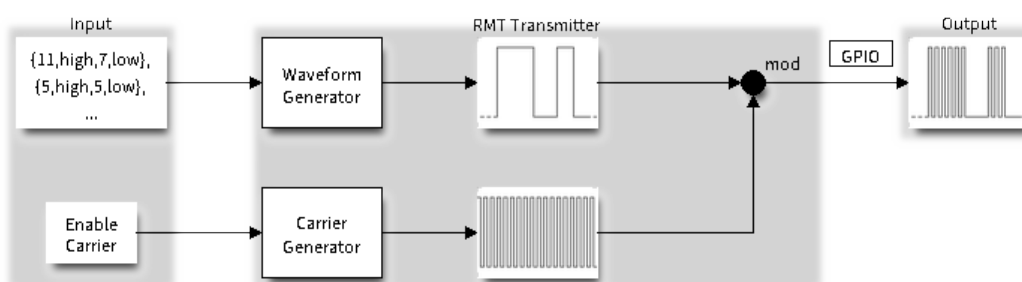 Input
RMT Transmitter
Output
{11,high,7,low},
{5,high,5,low},
...
Waveform
Generator
mod
GPIO
Enable
Carrier
Carrier
Generator